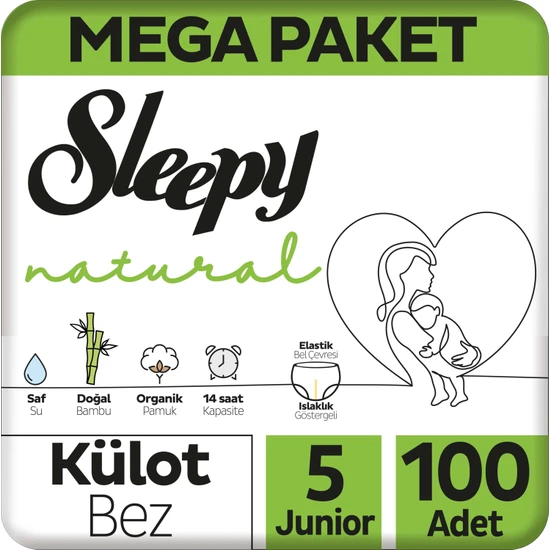 MEGA PAKET
Sleepy
natural
Elastik
Bel Çevresi
Saf
Su
Doğal
Bambu
Organik
Pamuk
14 saat
Kapasite
Islaklık
Göstergeli
Külot
Bez
5
Junior
100
Adet